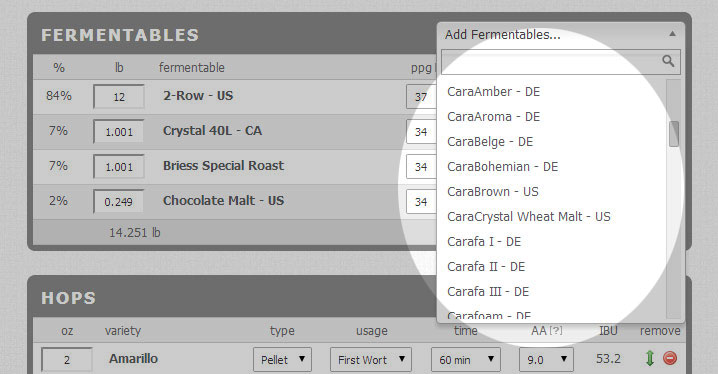 FERMENTABLES
Add Fermentables...
% lb fermentable ppg
84% 12 2-Row - US 37
7% 1.001 Crystal 40L - CA 34
7% 1.001 Briess Special Roast 34
2% 0.249 Chocolate Malt - US 34
14.251 lb
CaraAmber - DE
CaraAroma - DE
CaraBelge - DE
CaraBohemian - DE
CaraBrown - US
CaraCrystal Wheat Malt - US
Carafa I - DE
Carafa II - DE
Carafa III - DE
Carafoam - DE
HOPS
oz variety type usage time AA [?] IBU remove
2 Amarillo Pellet First Wort 60 min 9.0 53.2